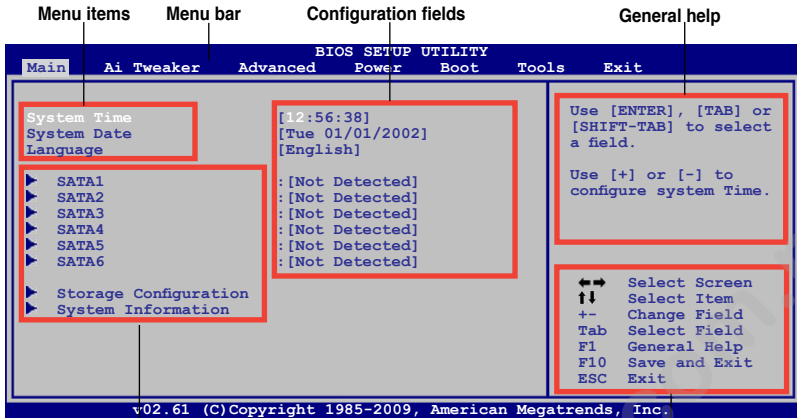 Menu items Menu bar Configuration fields General help
BIOS SETUP UTILITY
Main Ai Tweaker Advanced Power Boot Tools Exit
System Time [12:56:38]
System Date [Tue 01/01/2002]
Language [English]
SATA1 :[Not Detected]
SATA2 :[Not Detected]
SATA3 :[Not Detected]
SATA4 :[Not Detected]
SATA5 :[Not Detected]
SATA6 :[Not Detected]
Storage Configuration
System Information
Use [ENTER], [TAB] or
[SHIFT-TAB] to select
a field.
Use [+] or [-] to
configure system Time.
←→ Select Screen
↑↓ Select Item
+- Change Field
Tab Select Field
F1 General Help
F10 Save and Exit
ESC Exit
v02.61 (C)Copyright 1985-2009, American Megatrends, Inc.